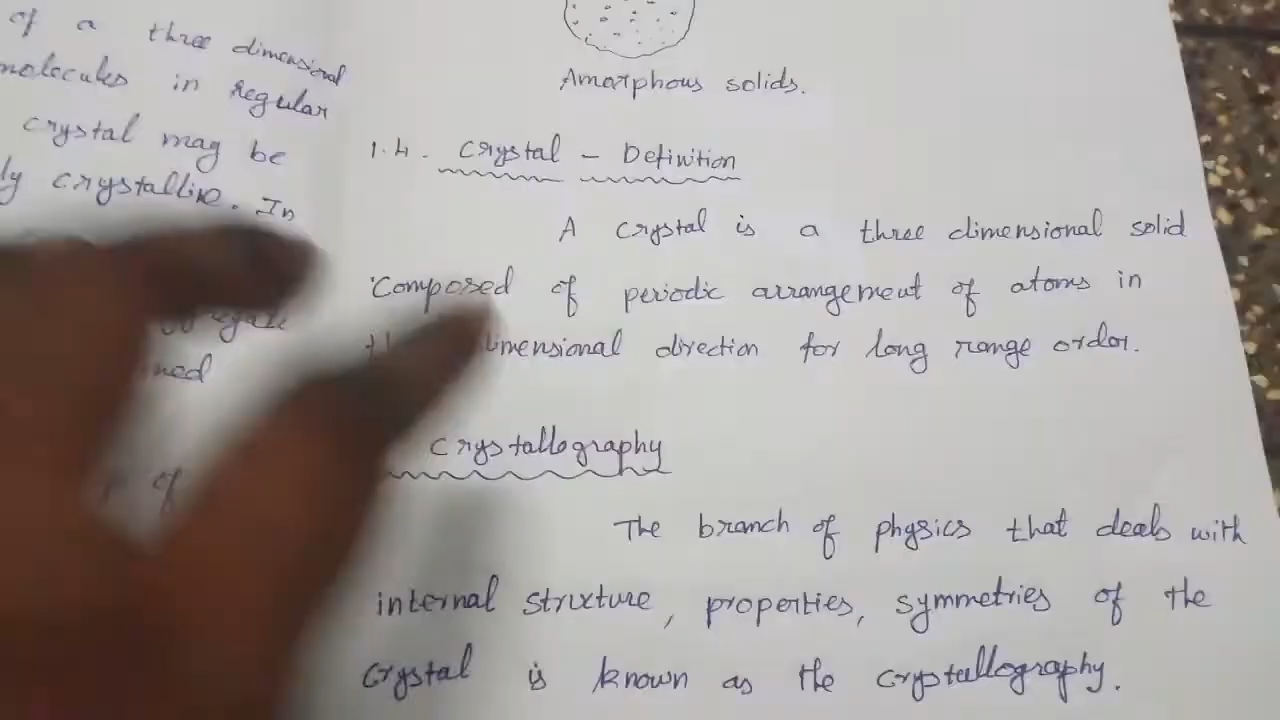 of a three dimensional
molecules in regular
crystal may be
ly crystalline. In
Amorphous solids.
1.4. Crystal - Definition
A crystal is a three dimensional solid
composed of periodic arrangement of atoms in
dimensional direction for long range order.
Crystallography
The branch of physics that deals with
internal structure, properties, symmetries of the
crystal is known as the crystallography.